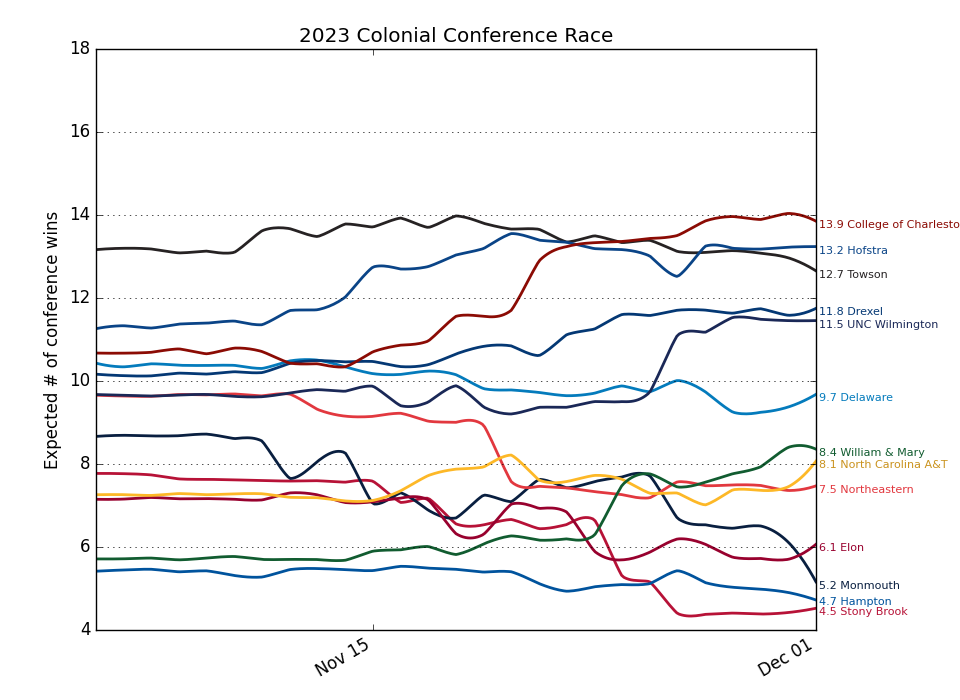 2023 Colonial Conference Race
Expected # of conference wins
18
16
14
12
10
8
6
4
Nov 15
Dec 01
13.9 College of Charlesto
13.2 Hofstra
12.7 Towson
11.8 Drexel
11.5 UNC Wilmington
9.7 Delaware
8.4 William & Mary
8.1 North Carolina A&T
7.5 Northeastern
6.1 Elon
5.2 Monmouth
4.7 Hampton
4.5 Stony Brook